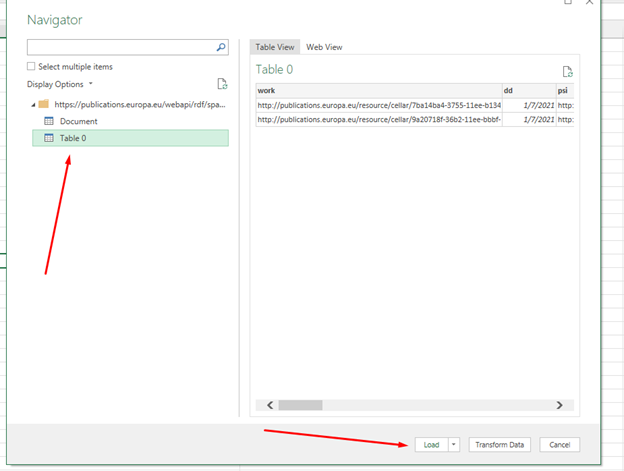 Navigator
Select multiple items
Display Options
https://publications.europa.eu/webapi/rdf/spa...
Document
Table 0
Table View
Web View
Table 0
work dd psi
http://publications.europa.eu/resource/cellar/7ba14ba4-3755-11ee-b134 1/7/2021 http:
http://publications.europa.eu/resource/cellar/9a20718f-36b2-11ee-bbbf- 1/7/2021 http:
Load
Transform Data
Cancel